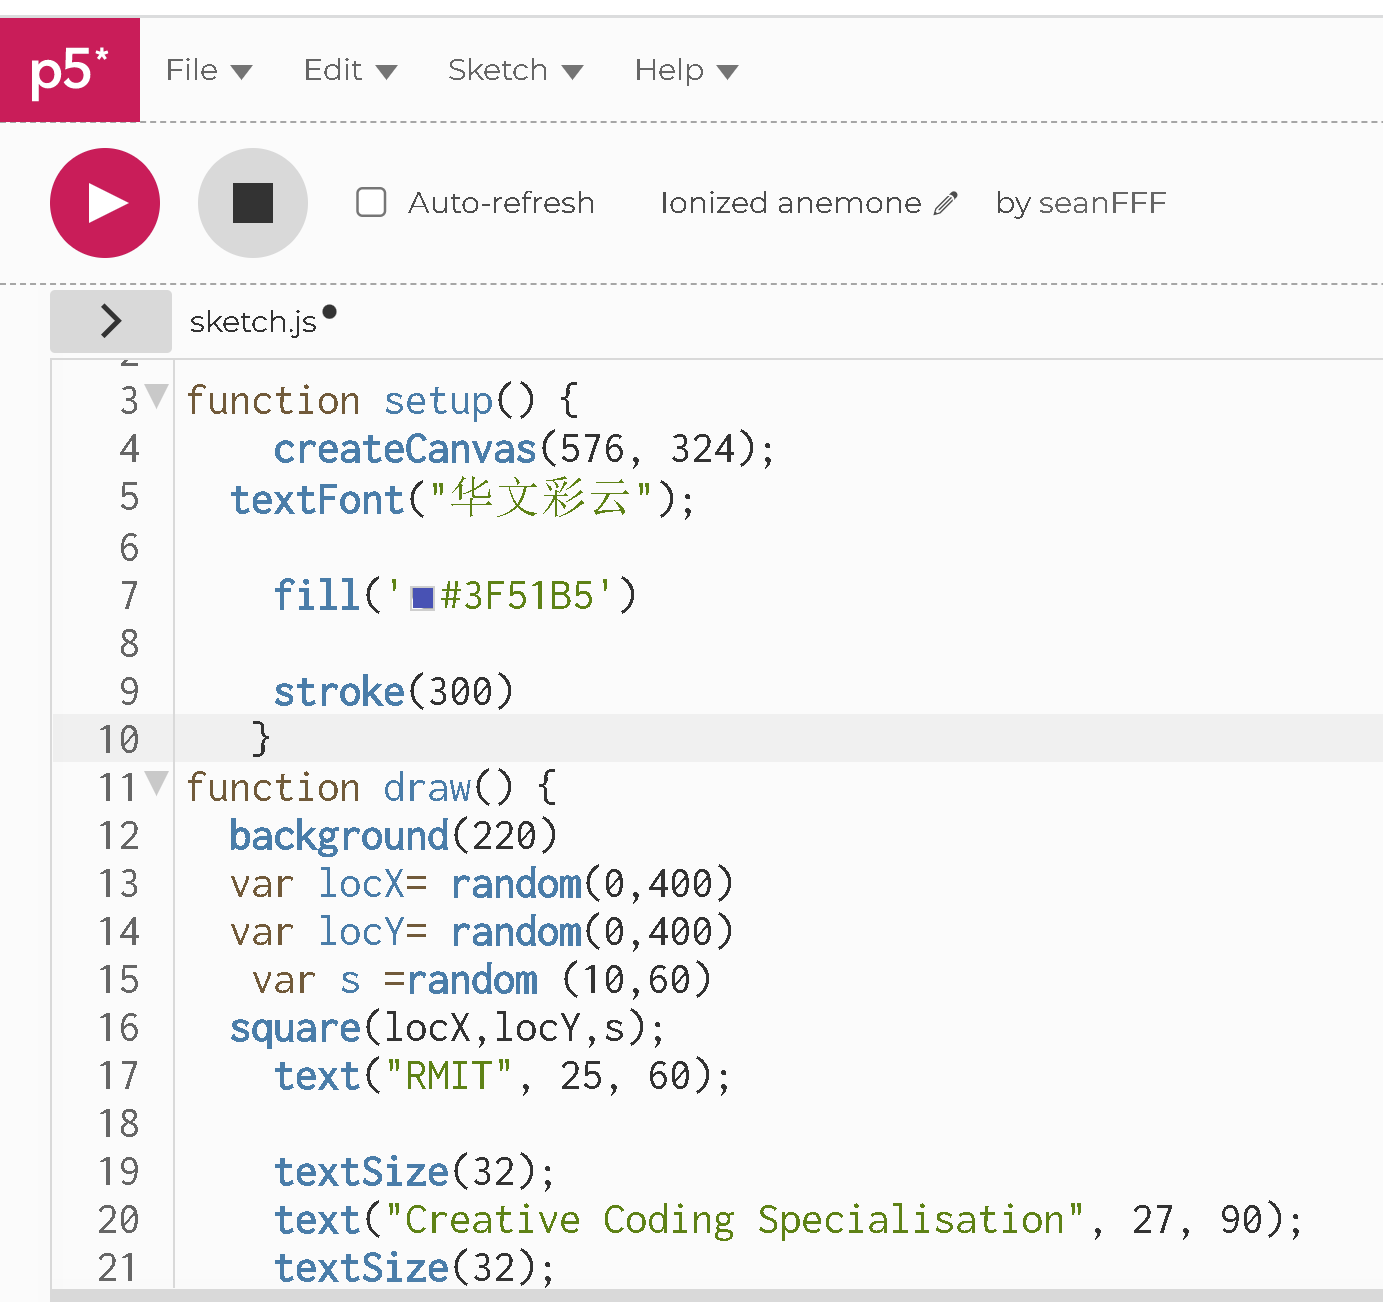 p5* File Edit Sketch Help
Auto-refresh Ionized anemone by seanFFF
sketch.js
3 function setup() {
4 createCanvas(576, 324);
5 textFont("华文彩云");
6
7 fill('#3F51B5')
8
9 stroke(300)
10 }
11 function draw() {
12 background(220)
13 var locX= random(0,400)
14 var locY= random(0,400)
15 var s =random (10,60)
16 square(locX,locY,s);
17 text("RMIT", 25, 60);
18
19 textSize(32);
20 text("Creative Coding Specialisation", 27, 90);
21 textSize(32);